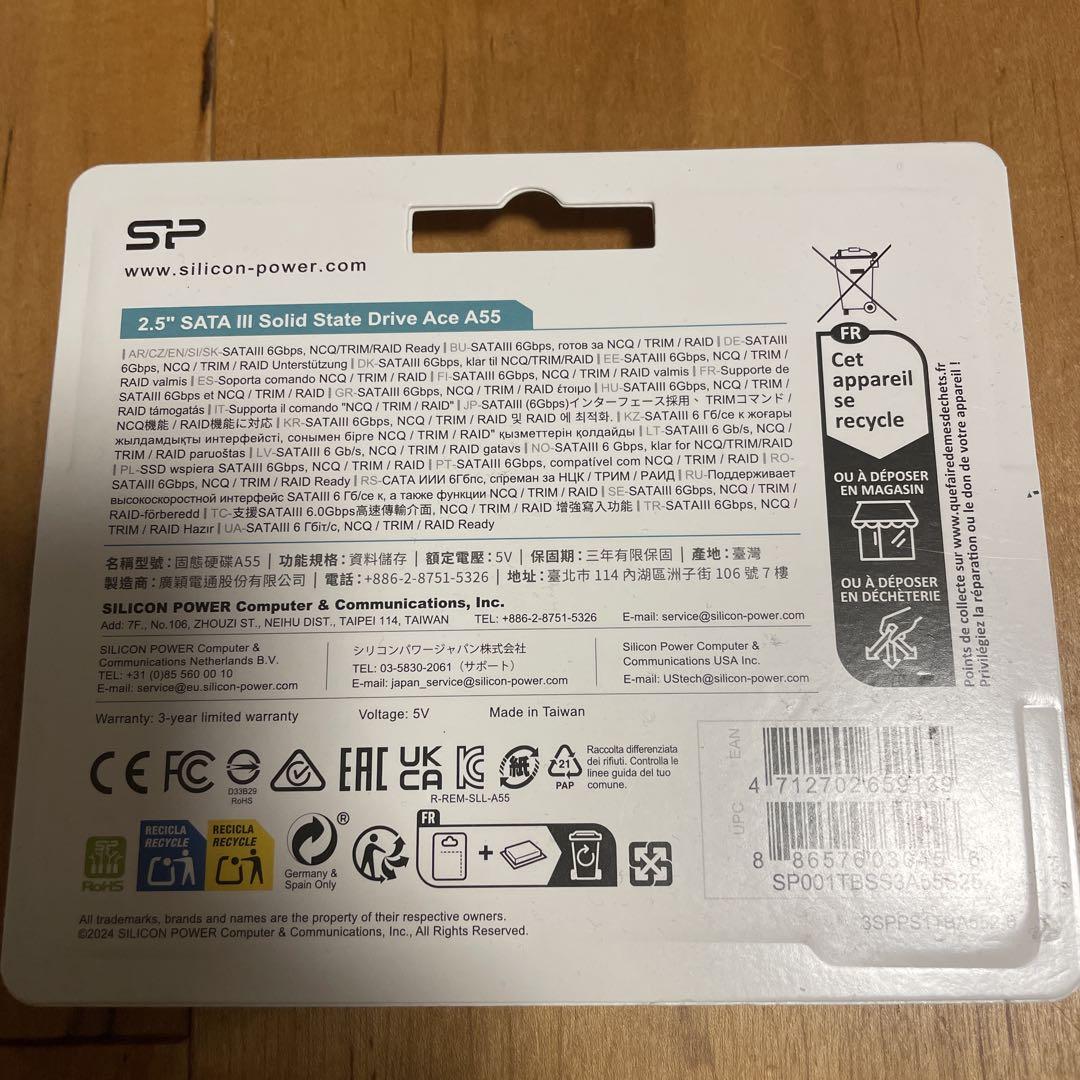 SP
www.silicon-power.com
2.5" SATA III Solid State Drive Ace A55
| AR/CZ/EN/SI/SK-SATAIII 6Gbps, NCQ/TRIM/RAID Ready | BU-SATAIII 6Gbps, готов за NCQ / TRIM / RAID | DE-SATAIII
6Gbps, NCQ / TRIM / RAID Unterstützung | DK-SATAIII 6Gbps, klar til NCQ/TRIM/RAID | EE-SATAIII 6Gbps, NCQ / TRIM /
RAID valmis | ES-Soporta comando NCQ / TRIM / RAID | FI-SATAIII 6Gbps, NCQ / TRIM / RAID valmis | FR-Supporte de
SATAIII 6Gbps et NCQ / TRIM / RAID | GR-SATAIII 6Gbps, NCQ / TRIM / RAID έτοιμο | HU-SATAIII 6Gbps, NCQ / TRIM /
RAID támogatás | IT-Supporta il comando "NCQ / TRIM / RAID" | JP-SATAIII (6Gbps)インターフェース採用、 TRIMコマンド /
NCQ機能 / RAID機能に対応 | KR-SATAIII 6Gbps, NCQ / TRIM / RAID 및 RAID 에 최적화. | KZ-SATAIII 6 Гб/сек к жоғары
жылдамдықты интерфейсті, сонымен бірге NCQ / TRIM / RAID" қызметтерін қолдайды | LT-SATAIII 6 Gb/s, NCQ /
TRIM / RAID paruoštas | LV-SATAIII 6 Gb/s, NCQ / TRIM / RAID gatavs | NO-SATAIII 6 Gbps, klar for NCQ/TRIM/RAID
| PL-SSD wspiera SATAIII 6Gbps, NCQ / TRIM / RAID | PT-SATAIII 6Gbps, compatível com NCQ / TRIM / RAID | RO-
SATAIII 6Gbps, NCQ / TRIM / RAID Ready | RS-САТА ИИИ 6Гбпс, спреман за НЦК / ТРИМ / РАИД | RU-Поддерживает
высокоскоростной интерфейс SATAIII 6 Гб/се к, а также функции NCQ / TRIM / RAID | SE-SATAIII 6Gbps, NCQ / TRIM /
RAID-förberedd | TC-支援SATAIII 6.0Gbps高速傳輸介面, NCQ / TRIM / RAID 增強寫入功能 | TR-SATAIII 6Gbps, NCQ /
TRIM / RAID Hazır | UA-SATAIII 6 Гбіт/с, NCQ / TRIM / RAID Ready
名稱型號：固態硬碟A55 | 功能規格：資料儲存 | 額定電壓：5V | 保固期：三年有限保固 | 產地：臺灣
製造商：廣穎電通股份有限公司 | 電話：+886-2-8751-5326 | 地址：臺北市 114 內湖區洲子街 106 號 7 樓
SILICON POWER Computer & Communications, Inc.
Add: 7F., No.106, ZHOUZI ST., NEIHU DIST., TAIPEI 114, TAIWAN TEL: +886-2-8751-5326 E-mail: service@silicon-power.com
SILICON POWER Computer &
Communications Netherlands B.V.
TEL: +31 (0)85 560 00 10
E-mail: service@eu.silicon-power.com
シリコンパワージャパン株式会社
TEL: 03-5830-2061（サポート）
E-mail: japan_service@silicon-power.com
Silicon Power Computer &
Communications USA Inc.
E-mail: UStech@silicon-power.com
Warranty: 3-year limited warranty Voltage: 5V Made in Taiwan
FR
Cet
appareil
se
recycle
OU À DÉPOSER
EN MAGASIN
OU À DÉPOSER
EN DÉCHÈTERIE
Points de collecte sur www.quefairedemesdechets.fr
Privilégiez la réparation ou le don de votre appareil !
CE FC
D33B29
RoHS
EAC
UK
CA
R-REM-SLL-A55
紙
21
PAP
Raccolta differenziata
dei rifiuti. Controlla le
linee guida del tuo
comune.
SP
RoHS
RECICLA
RECYCLE
RECICLA
RECYCLE
®
Germany &
Spain Only
FR
+
EAN
4 712702 659139
UPC
SP001TBSS3A55S25
All trademarks, brands and names are the property of their respective owners.
©2024 SILICON POWER Computer & Communications, Inc., All Rights Reserved.